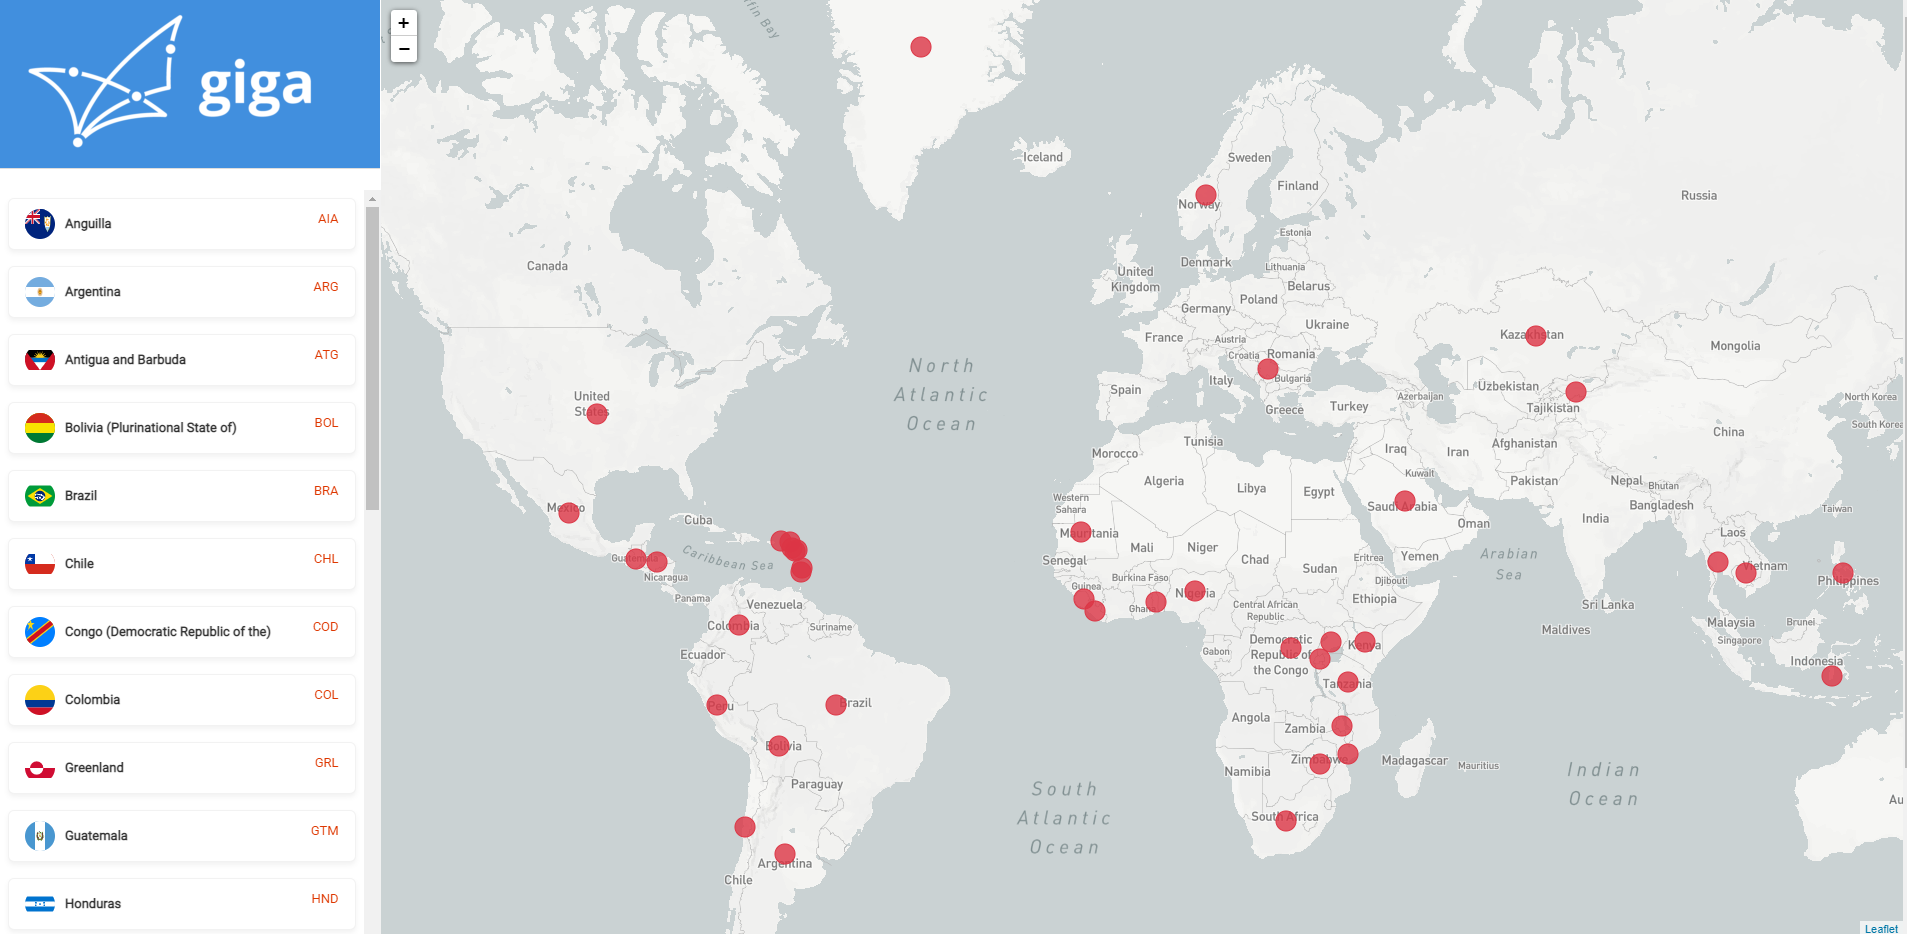 giga
Anguilla AIA
Argentina ARG
Antigua and Barbuda ATG
Bolivia (Plurinational State of) BOL
Brazil BRA
Chile CHL
Congo (Democratic Republic of the) COD
Colombia COL
Greenland GRL
Guatemala GTM
Honduras HND
+
−
Iceland
Sweden
Finland
Norway
Russia
Estonia
Canada
United
Kingdom
Denmark
Lithuania
Belarus
Poland
Germany
Ukraine
France
Austria
Croatia
Romania
Kazakhstan
Mongolia
North
Atlantic
Ocean
United
States
Spain
Italy
Bulgaria
Greece
Turkey
Azerbaijan
Uzbekistan
Tajikistan
North Korea
South Korea
China
Tunisia
Morocco
Iraq
Iran
Afghanistan
Kuwait
Pakistan
Nepal
Bhutan
Algeria
Libya
Egypt
Western
Sahara
Saudi Arabia
Bangladesh
Taiwan
India
Oman
Mexico
Cuba
Mauritania
Mali
Niger
Chad
Sudan
Eritrea
Yemen
Arabian
Sea
Laos
Caribbean Sea
Nicaragua
Senegal
Burkina Faso
Djibouti
Vietnam
Philippines
Guinea
Ghana
Nigeria
Central African
Republic
Ethiopia
Sri Lanka
Panama
Venezuela
Colombia
Suriname
Maldives
Malaysia
Brunei
Singapore
Ecuador
Gabon
Democratic
Republic of
the Congo
Kenya
Indonesia
Tanzania
Peru
Brazil
Angola
Zambia
Bolivia
Zimbabwe
Madagascar
Mauritius
Namibia
Paraguay
South
Atlantic
Ocean
Indian
Ocean
South Africa
Au
Argentina
Chile
Leaflet